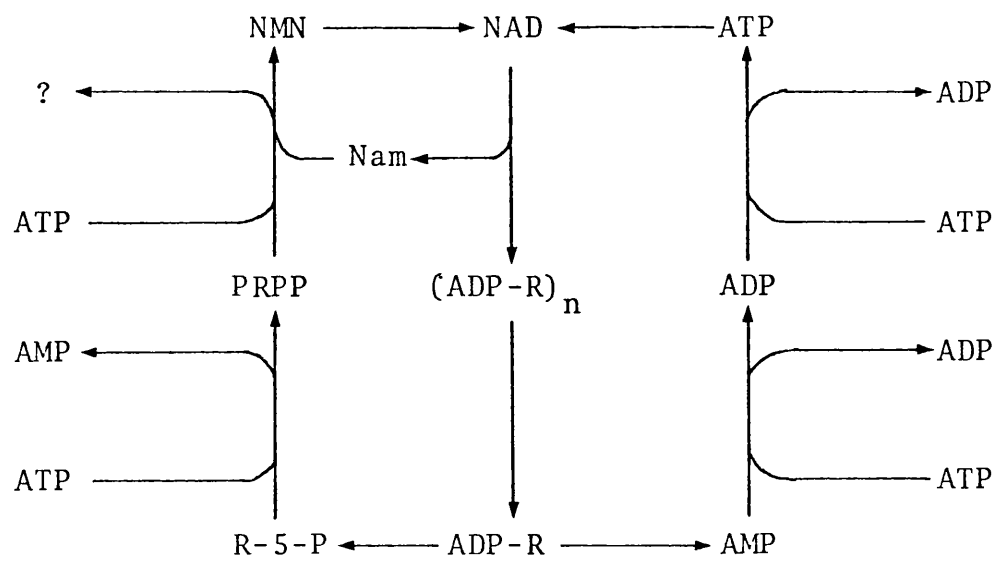 NMN NAD ATP
? ADP
Nam
ATP ATP
PRPP (ADP-R)n ADP
AMP ADP
ATP ATP
R-5-P ADP-R AMP